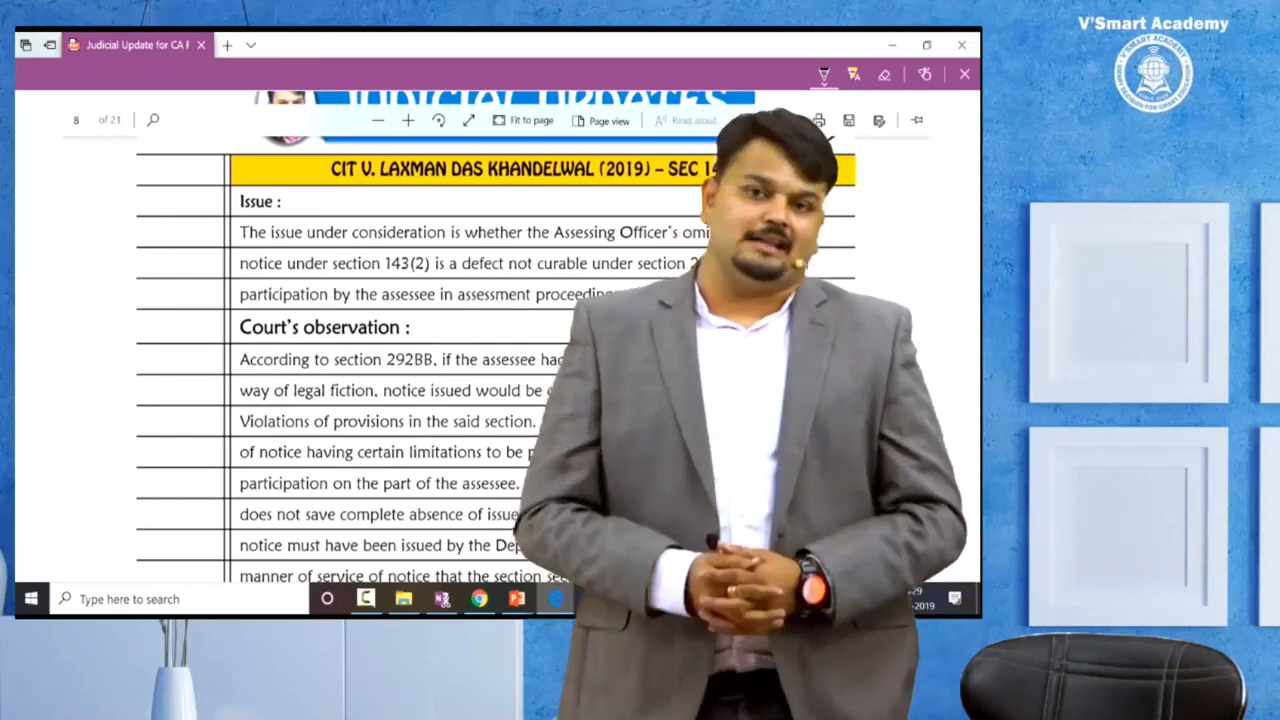 V'Smart Academy
Judicial Update for CA F
JUDICIAL UPDATES
8 of 21
Fit to page
Page view
Read aloud
CIT V. LAXMAN DAS KHANDELWAL (2019) – SEC 14
Issue :
The issue under consideration is whether the Assessing Officer's omi
notice under section 143(2) is a defect not curable under section 2
participation by the assessee in assessment proceeding
Court's observation :
According to section 292BB, if the assessee had
way of legal fiction, notice issued would be
Violations of provisions in the said section.
of notice having certain limitations to be p
participation on the part of the assessee.
does not save complete absence of issue
notice must have been issued by the Dep
manner of service of notice that the section see
Type here to search
29
-2019